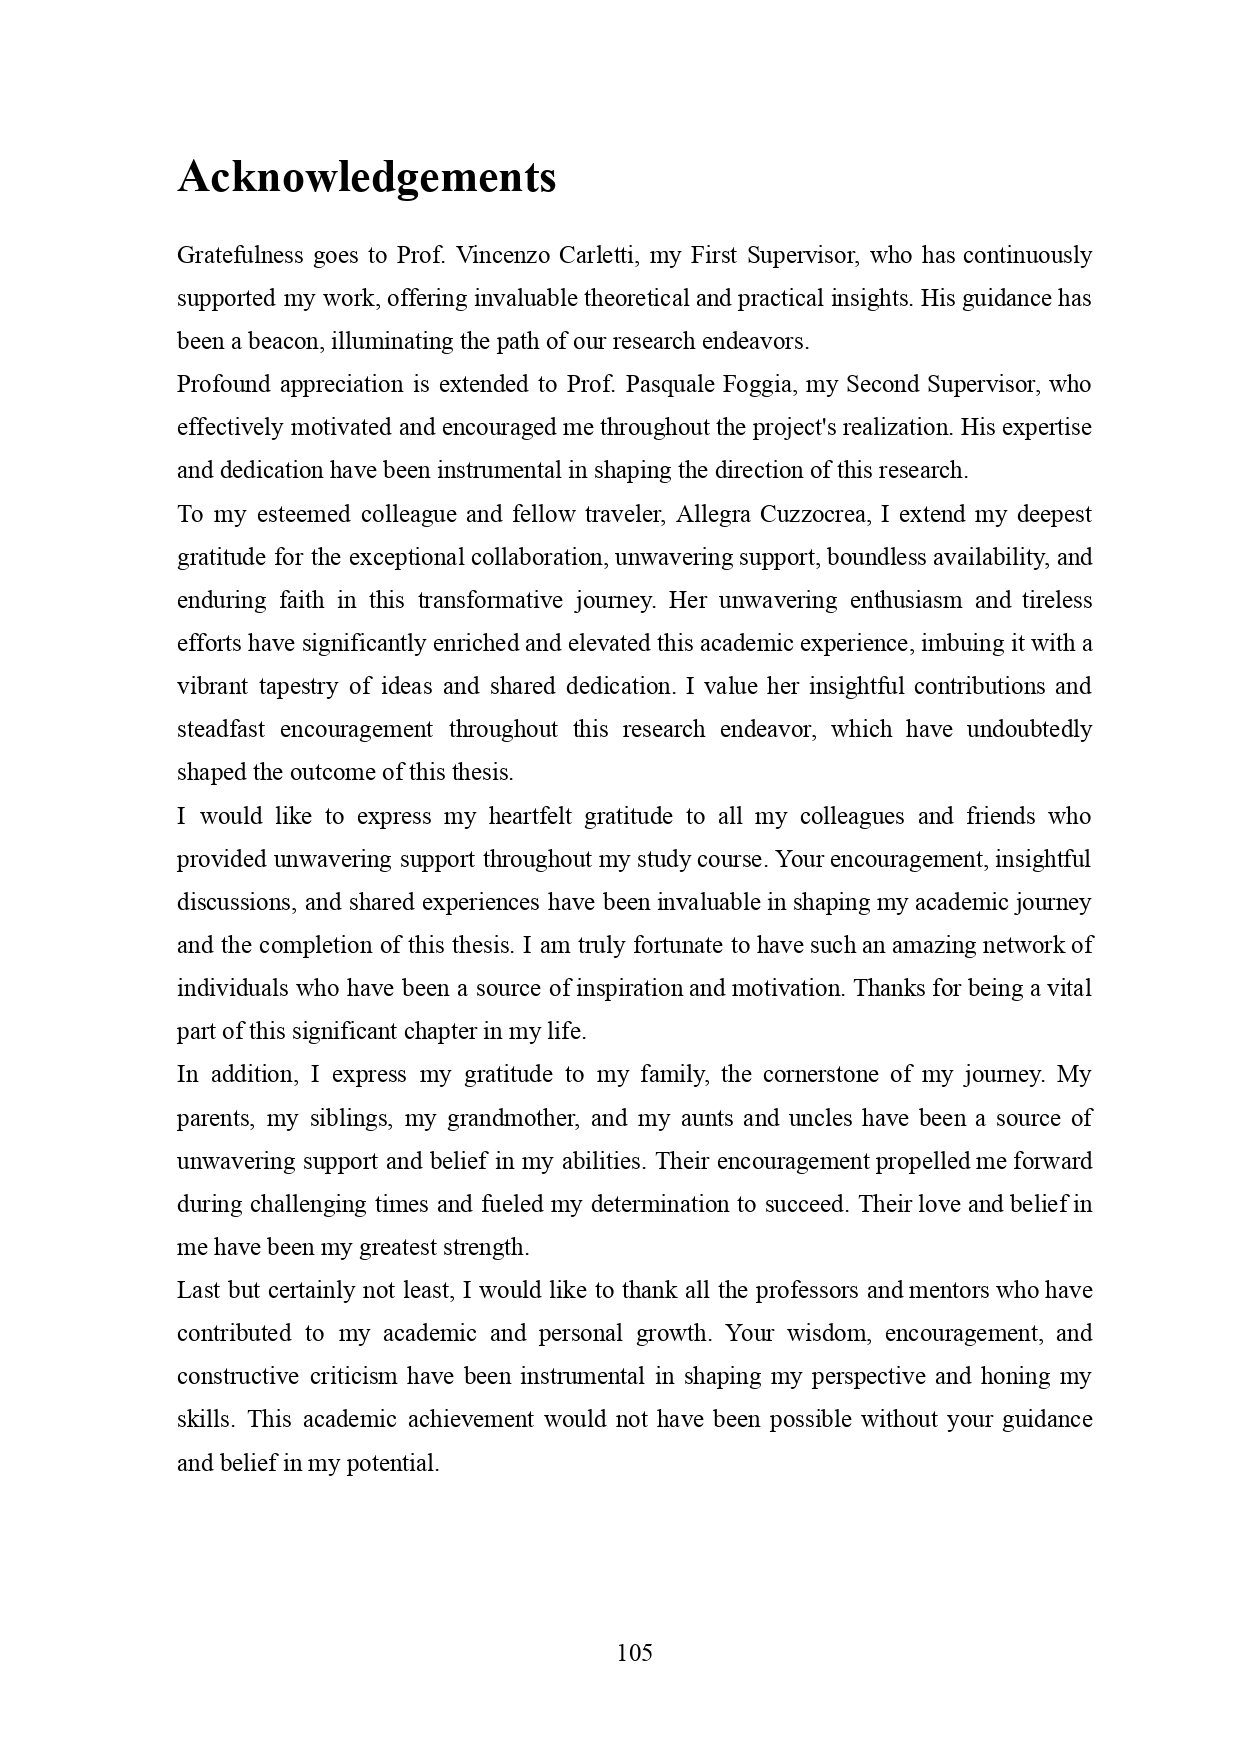 Acknowledgements
Gratefulness goes to Prof. Vincenzo Carletti, my First Supervisor, who has continuously
supported my work, offering invaluable theoretical and practical insights. His guidance has
been a beacon, illuminating the path of our research endeavors.
Profound appreciation is extended to Prof. Pasquale Foggia, my Second Supervisor, who
effectively motivated and encouraged me throughout the project's realization. His expertise
and dedication have been instrumental in shaping the direction of this research.
To my esteemed colleague and fellow traveler, Allegra Cuzzocrea, I extend my deepest
gratitude for the exceptional collaboration, unwavering support, boundless availability, and
enduring faith in this transformative journey. Her unwavering enthusiasm and tireless
efforts have significantly enriched and elevated this academic experience, imbuing it with a
vibrant tapestry of ideas and shared dedication. I value her insightful contributions and
steadfast encouragement throughout this research endeavor, which have undoubtedly
shaped the outcome of this thesis.
I would like to express my heartfelt gratitude to all my colleagues and friends who
provided unwavering support throughout my study course. Your encouragement, insightful
discussions, and shared experiences have been invaluable in shaping my academic journey
and the completion of this thesis. I am truly fortunate to have such an amazing network of
individuals who have been a source of inspiration and motivation. Thanks for being a vital
part of this significant chapter in my life.
In addition, I express my gratitude to my family, the cornerstone of my journey. My
parents, my siblings, my grandmother, and my aunts and uncles have been a source of
unwavering support and belief in my abilities. Their encouragement propelled me forward
during challenging times and fueled my determination to succeed. Their love and belief in
me have been my greatest strength.
Last but certainly not least, I would like to thank all the professors and mentors who have
contributed to my academic and personal growth. Your wisdom, encouragement, and
constructive criticism have been instrumental in shaping my perspective and honing my
skills. This academic achievement would not have been possible without your guidance
and belief in my potential.
105